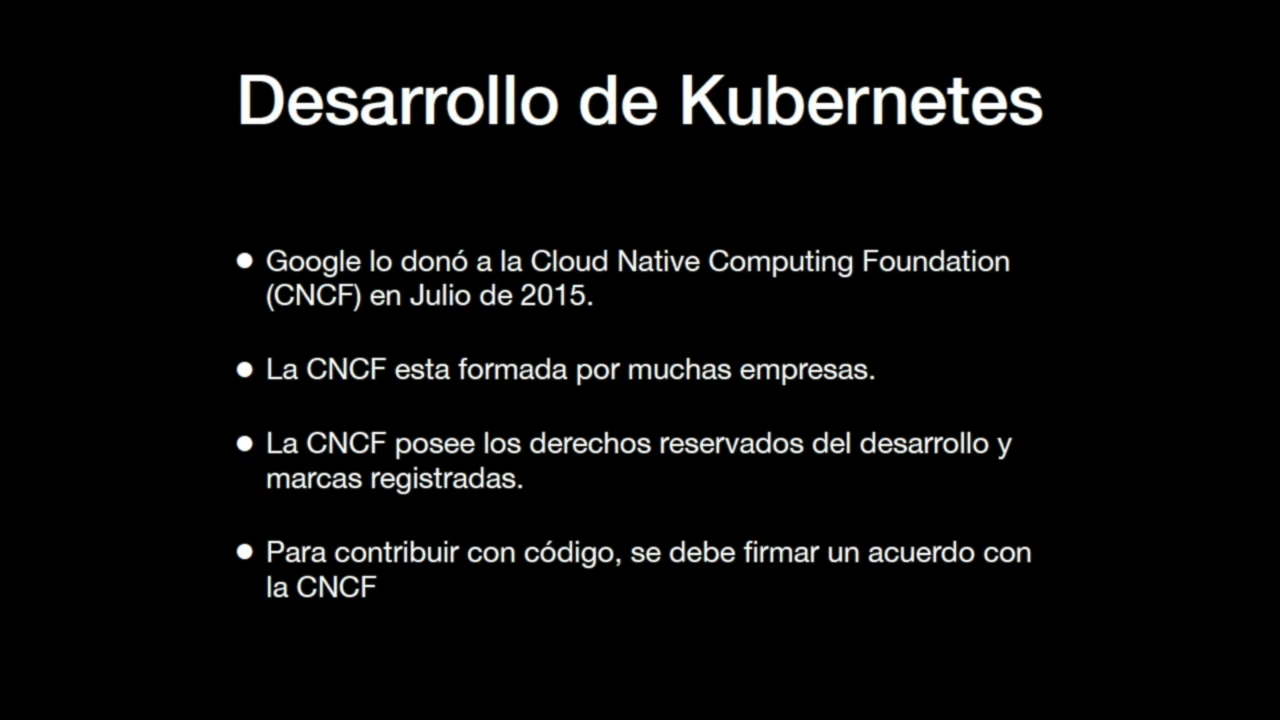 Desarrollo de Kubernetes
● Google lo donó a la Cloud Native Computing Foundation
(CNCF) en Julio de 2015.
● La CNCF esta formada por muchas empresas.
● La CNCF posee los derechos reservados del desarrollo y
marcas registradas.
● Para contribuir con código, se debe firmar un acuerdo con
la CNCF